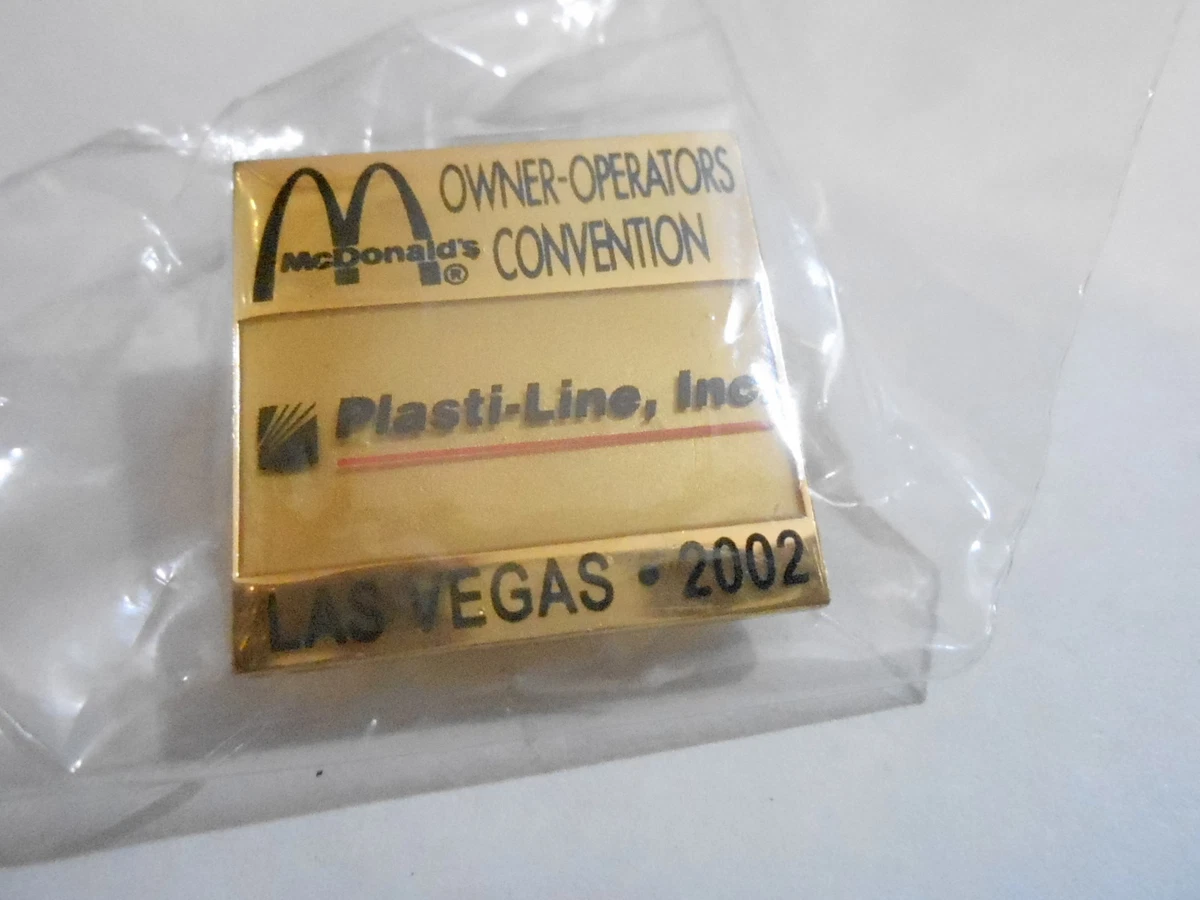 OWNER-OPERATORS
McDonald's® CONVENTION
Plasti-Line, Inc.
LAS VEGAS • 2002